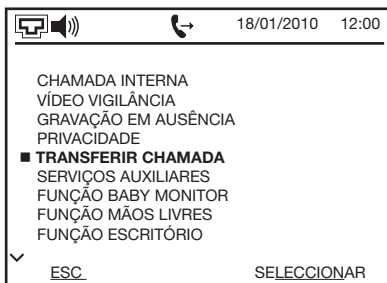 18/01/2010 12:00
CHAMADA INTERNA
VÍDEO VIGILÂNCIA
GRAVAÇÃO EM AUSÊNCIA
PRIVACIDADE
TRANSFERIR CHAMADA
SERVIÇOS AUXILIARES
FUNÇÃO BABY MONITOR
FUNÇÃO MÃOS LIVRES
FUNÇÃO ESCRITÓRIO
ESC SELECCIONAR